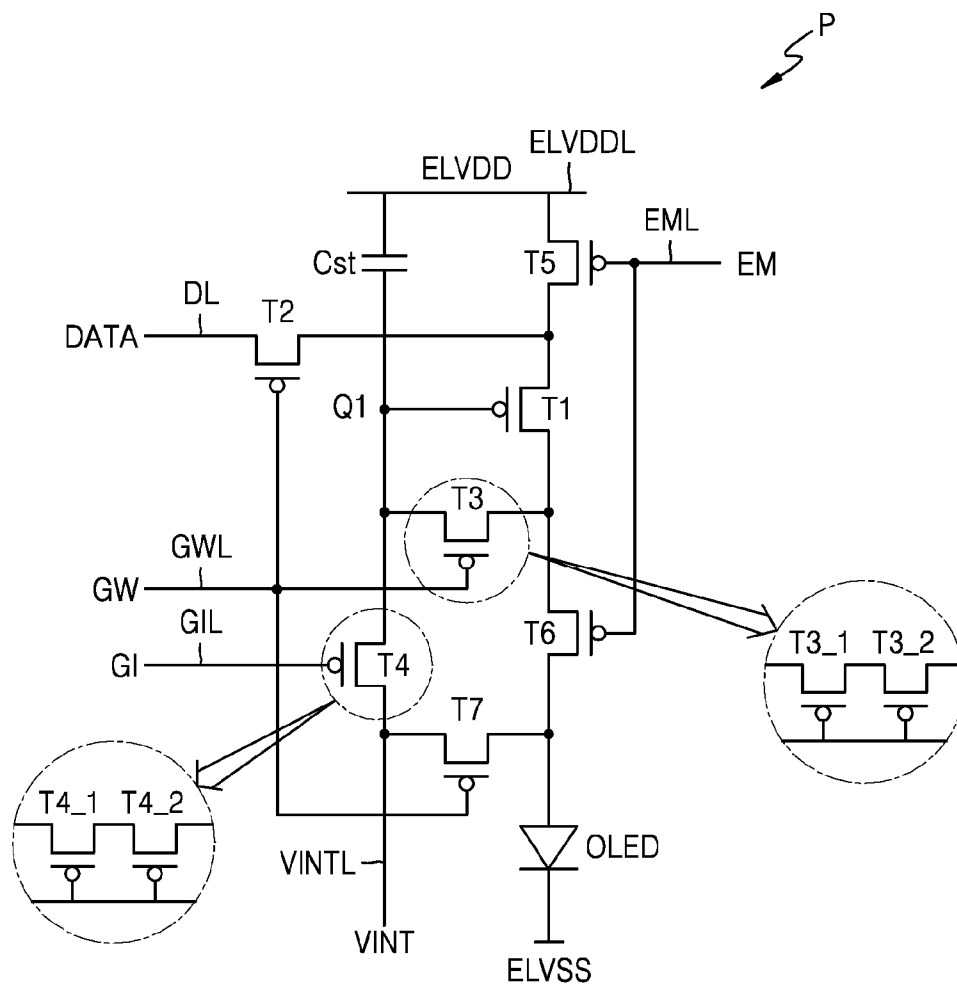 P
ELVDDL
ELVDD
EML
Cst
T5
EM
DL
T2
DATA
Q1
T1
T3
GWL
GW
GIL
T6
T3_1 T3_2
GI
T4
T7
T4_1 T4_2
OLED
VINTL
VINT
ELVSS